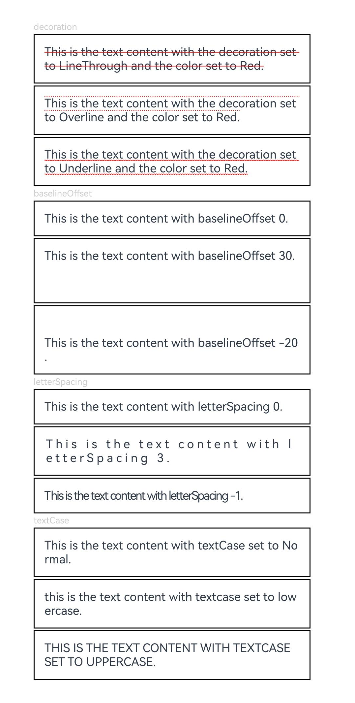 decoration
This is the text content with the decoration set
to LineThrough and the color set to Red.
This is the text content with the decoration set
to Overline and the color set to Red.
This is the text content with the decoration set
to Underline and the color set to Red.
baselineOffset
This is the text content with baselineOffset 0.
This is the text content with baselineOffset 30.
This is the text content with baselineOffset -20
.
letterSpacing
This is the text content with letterSpacing 0.
This is the text content with l
etterSpacing 3.
This is the text content with letterSpacing -1.
textCase
This is the text content with textCase set to No
rmal.
this is the text content with textcase set to low
ercase.
THIS IS THE TEXT CONTENT WITH TEXTCASE
SET TO UPPERCASE.